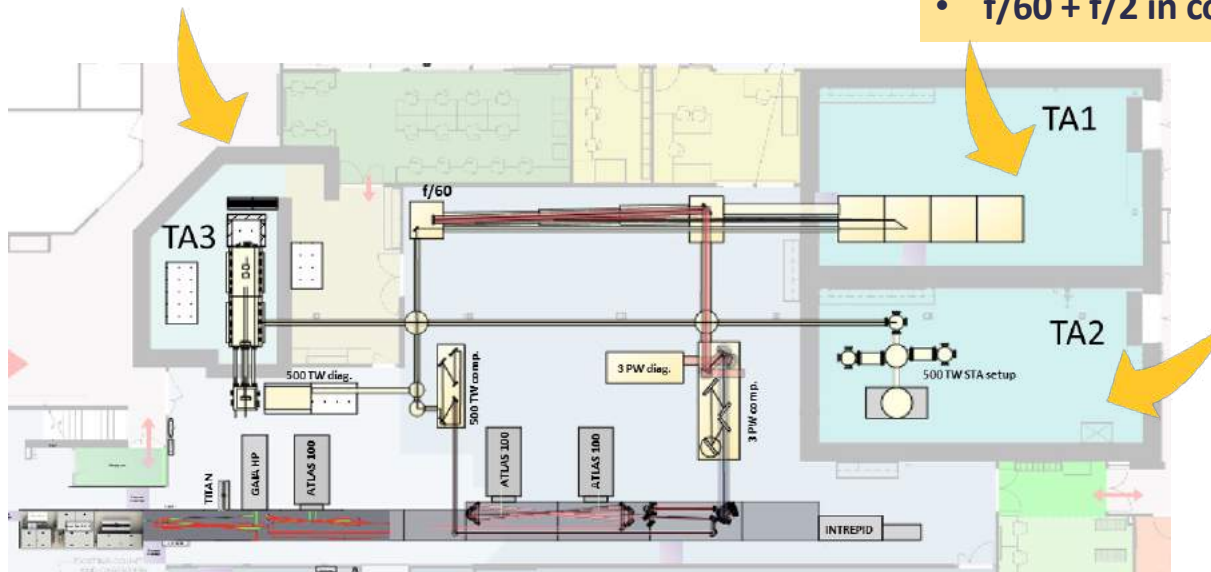 • f/60 + f/2 in co
TA1
f/60
TA3
TA2
3 PW diag.
500 TW STA setup
500 TW diag.
500 TW comp.
3 PW comp.
TITAN
GAIA HP
ATLAS 100
ATLAS 100
ATLAS 100
INTREPID